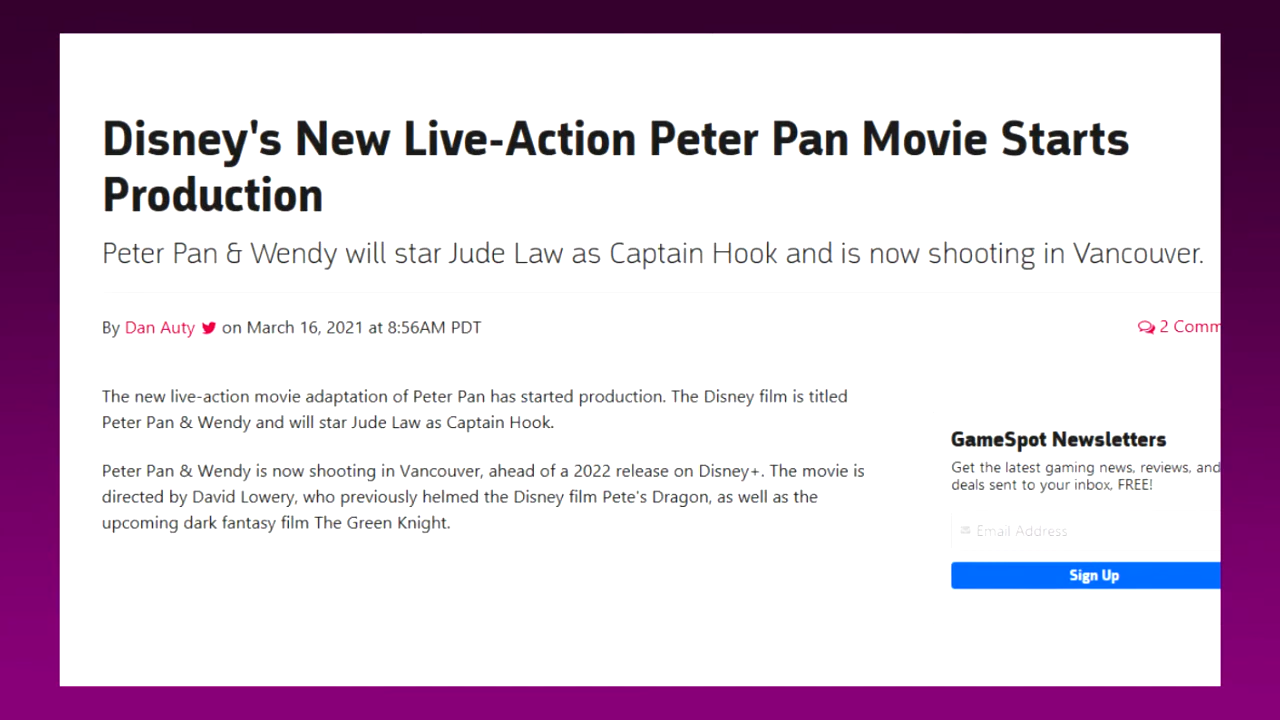 Disney's New Live-Action Peter Pan Movie Starts
Production
Peter Pan & Wendy will star Jude Law as Captain Hook and is now shooting in Vancouver.
By Dan Auty on March 16, 2021 at 8:56AM PDT
2 Comm
The new live-action movie adaptation of Peter Pan has started production. The Disney film is titled
Peter Pan & Wendy and will star Jude Law as Captain Hook.
Peter Pan & Wendy is now shooting in Vancouver, ahead of a 2022 release on Disney+. The movie is
directed by David Lowery, who previously helmed the Disney film Pete's Dragon, as well as the
upcoming dark fantasy film The Green Knight.
GameSpot Newsletters
Get the latest gaming news, reviews, and
deals sent to your inbox, FREE!
Email Address
Sign Up